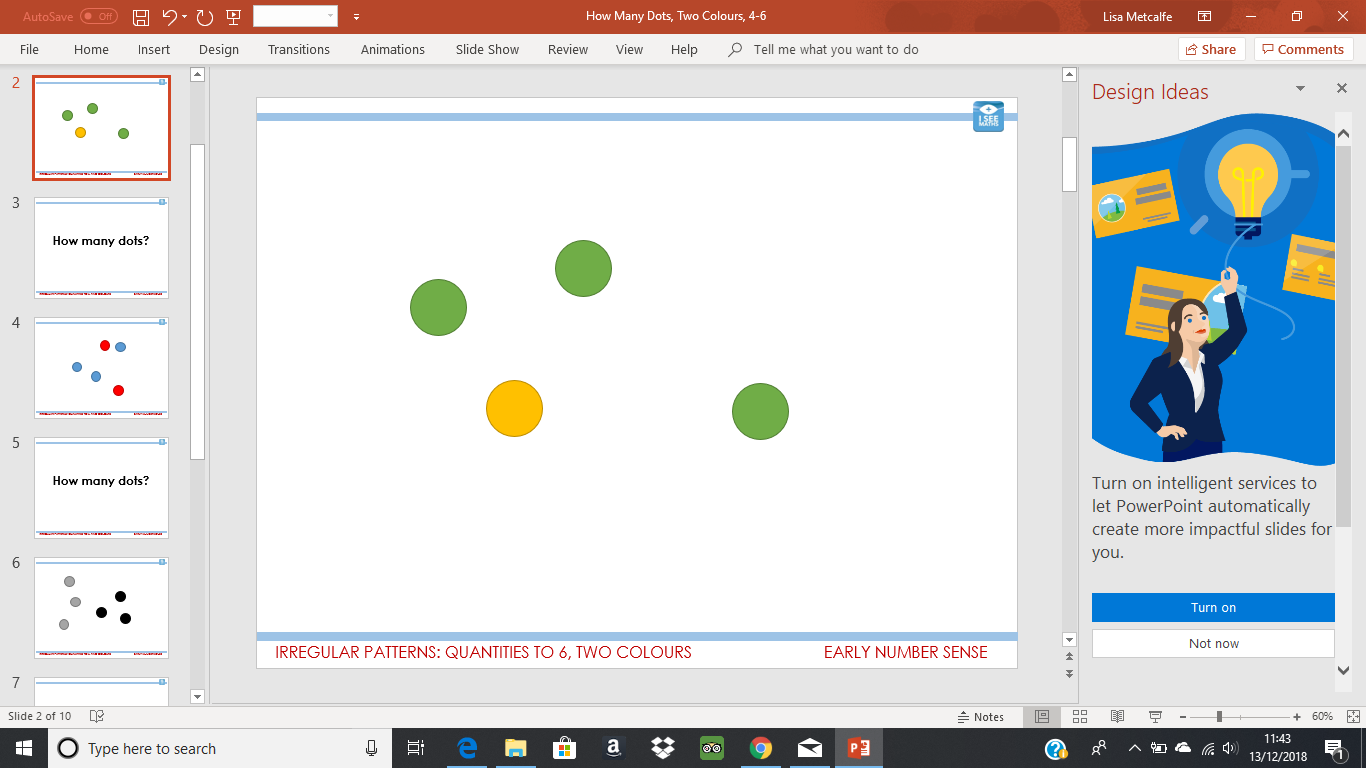 AutoSave Off
How Many Dots, Two Colours, 4-6
Lisa Metcalfe
File Home Insert Design Transitions Animations Slide Show Review View Help Tell me what you want to do
Share Comments
2
3
How many dots?
4
5
How many dots?
6
7
I SEE
MATHS
IRREGULAR PATTERNS: QUANTITIES TO 6, TWO COLOURS EARLY NUMBER SENSE
Design Ideas
Turn on intelligent services to
let PowerPoint automatically
create more impactful slides for
you.
Turn on
Not now
Slide 2 of 10
Notes
60%
Type here to search
11:43
13/12/2018
1